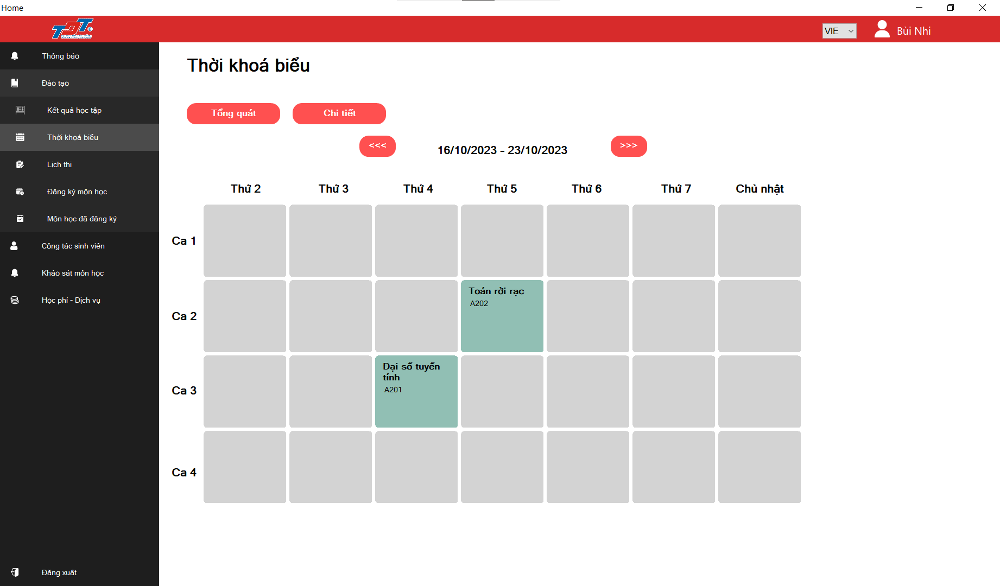 Home
TDT
VIE
Bùi Nhi
Thông báo
Đào tạo
Kết quả học tập
Thời khoá biểu
Lịch thi
Đăng ký môn học
Môn học đã đăng ký
Công tác sinh viên
Khảo sát môn học
Học phí - Dịch vụ
Đăng xuất
Thời khoá biểu
Tổng quát
Chi tiết
<<<
16/10/2023 - 23/10/2023
>>>
Thứ 2
Thứ 3
Thứ 4
Thứ 5
Thứ 6
Thứ 7
Chủ nhật
Ca 1
Ca 2
Toán rời rạc
A202
Ca 3
Đại số tuyến
tính
A201
Ca 4